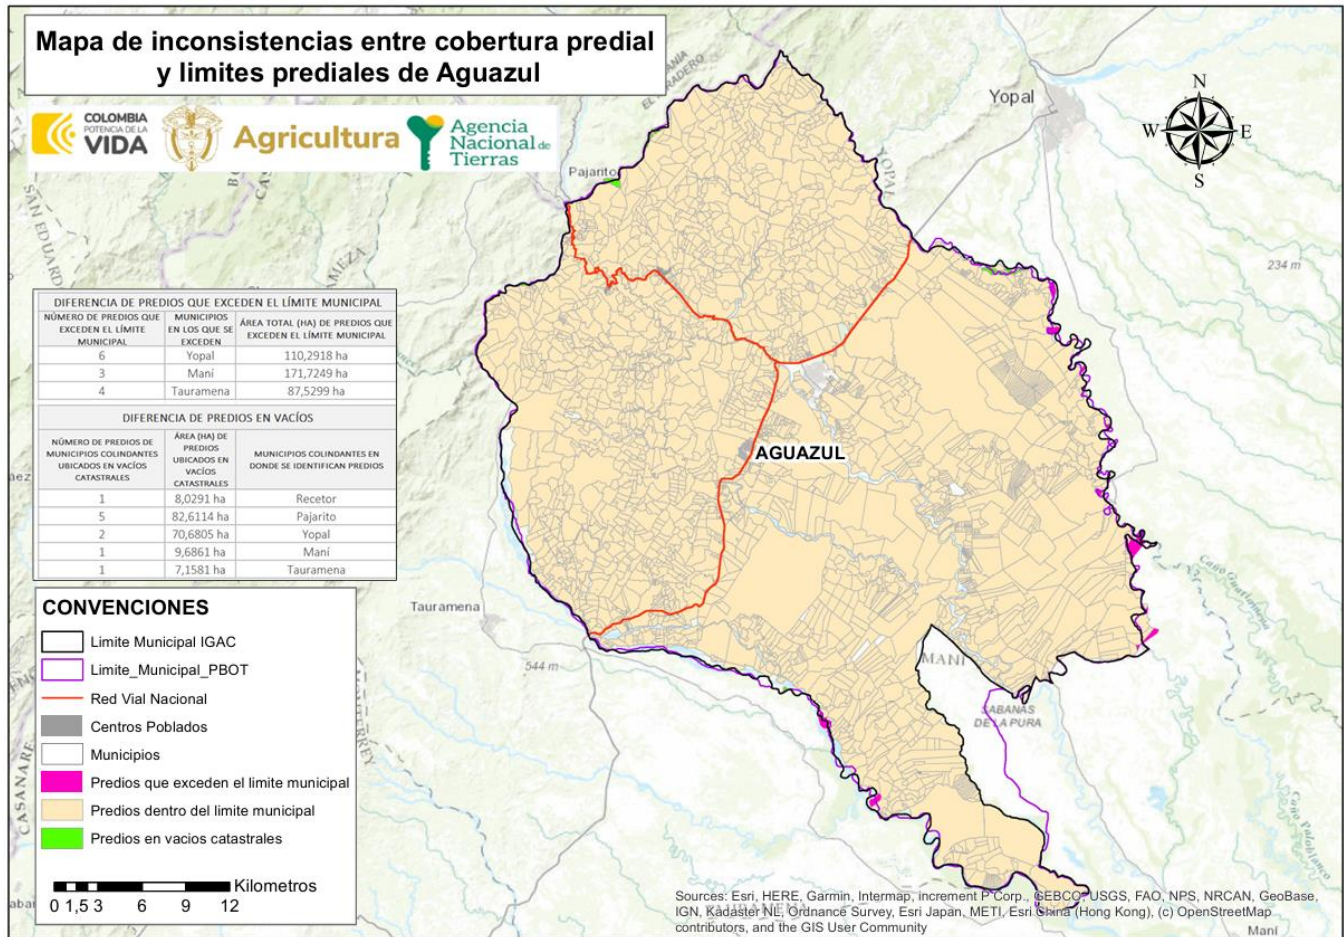 Mapa de inconsistencias entre cobertura predial
y limites prediales de Aguazul
COLOMBIA
POTENCIA DE LA
VIDA
Agricultura
Agencia
Nacional de
Tierras
N
W
E
S
Yopal
YOPAL
Pajarito
234 m
SAN EDUARDO
DIFERENCIA DE PREDIOS QUE EXCEDEN EL LÍMITE MUNICIPAL
NÚMERO DE PREDIOS QUE EXCEDEN EL LÍMITE MUNICIPAL
MUNICIPIOS EN LOS QUE SE EXCEDEN
ÁREA TOTAL (HA) DE PREDIOS QUE EXCEDEN EL LÍMITE MUNICIPAL
6 Yopal 110,2918 ha
3 Maní 171,7249 ha
4 Tauramena 87,5299 ha
DIFERENCIA DE PREDIOS EN VACÍOS
NÚMERO DE PREDIOS DE MUNICIPIOS COLINDANTES UBICADOS EN VACÍOS CATASTRALES
ÁREA (HA) DE PREDIOS UBICADOS EN VACÍOS CATASTRALES
MUNICIPIOS COLINDANTES EN DONDE SE IDENTIFICAN PREDIOS
1 8,0291 ha Recetor
5 82,6114 ha Pajarito
2 70,6805 ha Yopal
1 9,6861 ha Maní
1 7,1581 ha Tauramena
AGUAZUL
Tauramena
544 m
MANÍ
SABANAS
DE LA PURA
MONTERREY
CASANARE
CONVENCIONES
Limite Municipal IGAC
Limite_Municipal_PBOT
Red Vial Nacional
Centros Poblados
Municipios
Predios que exceden el limite municipal
Predios dentro del limite municipal
Predios en vacios catastrales
Kilometros
0 1,5 3 6 9 12
Sources: Esri, HERE, Garmin, Intermap, increment P Corp., GEBCO, USGS, FAO, NPS, NRCAN, GeoBase,
IGN, Kadaster NL, Ordnance Survey, Esri Japan, METI, Esri China (Hong Kong), (c) OpenStreetMap
contributors, and the GIS User Community
TAURAMENA
Maní